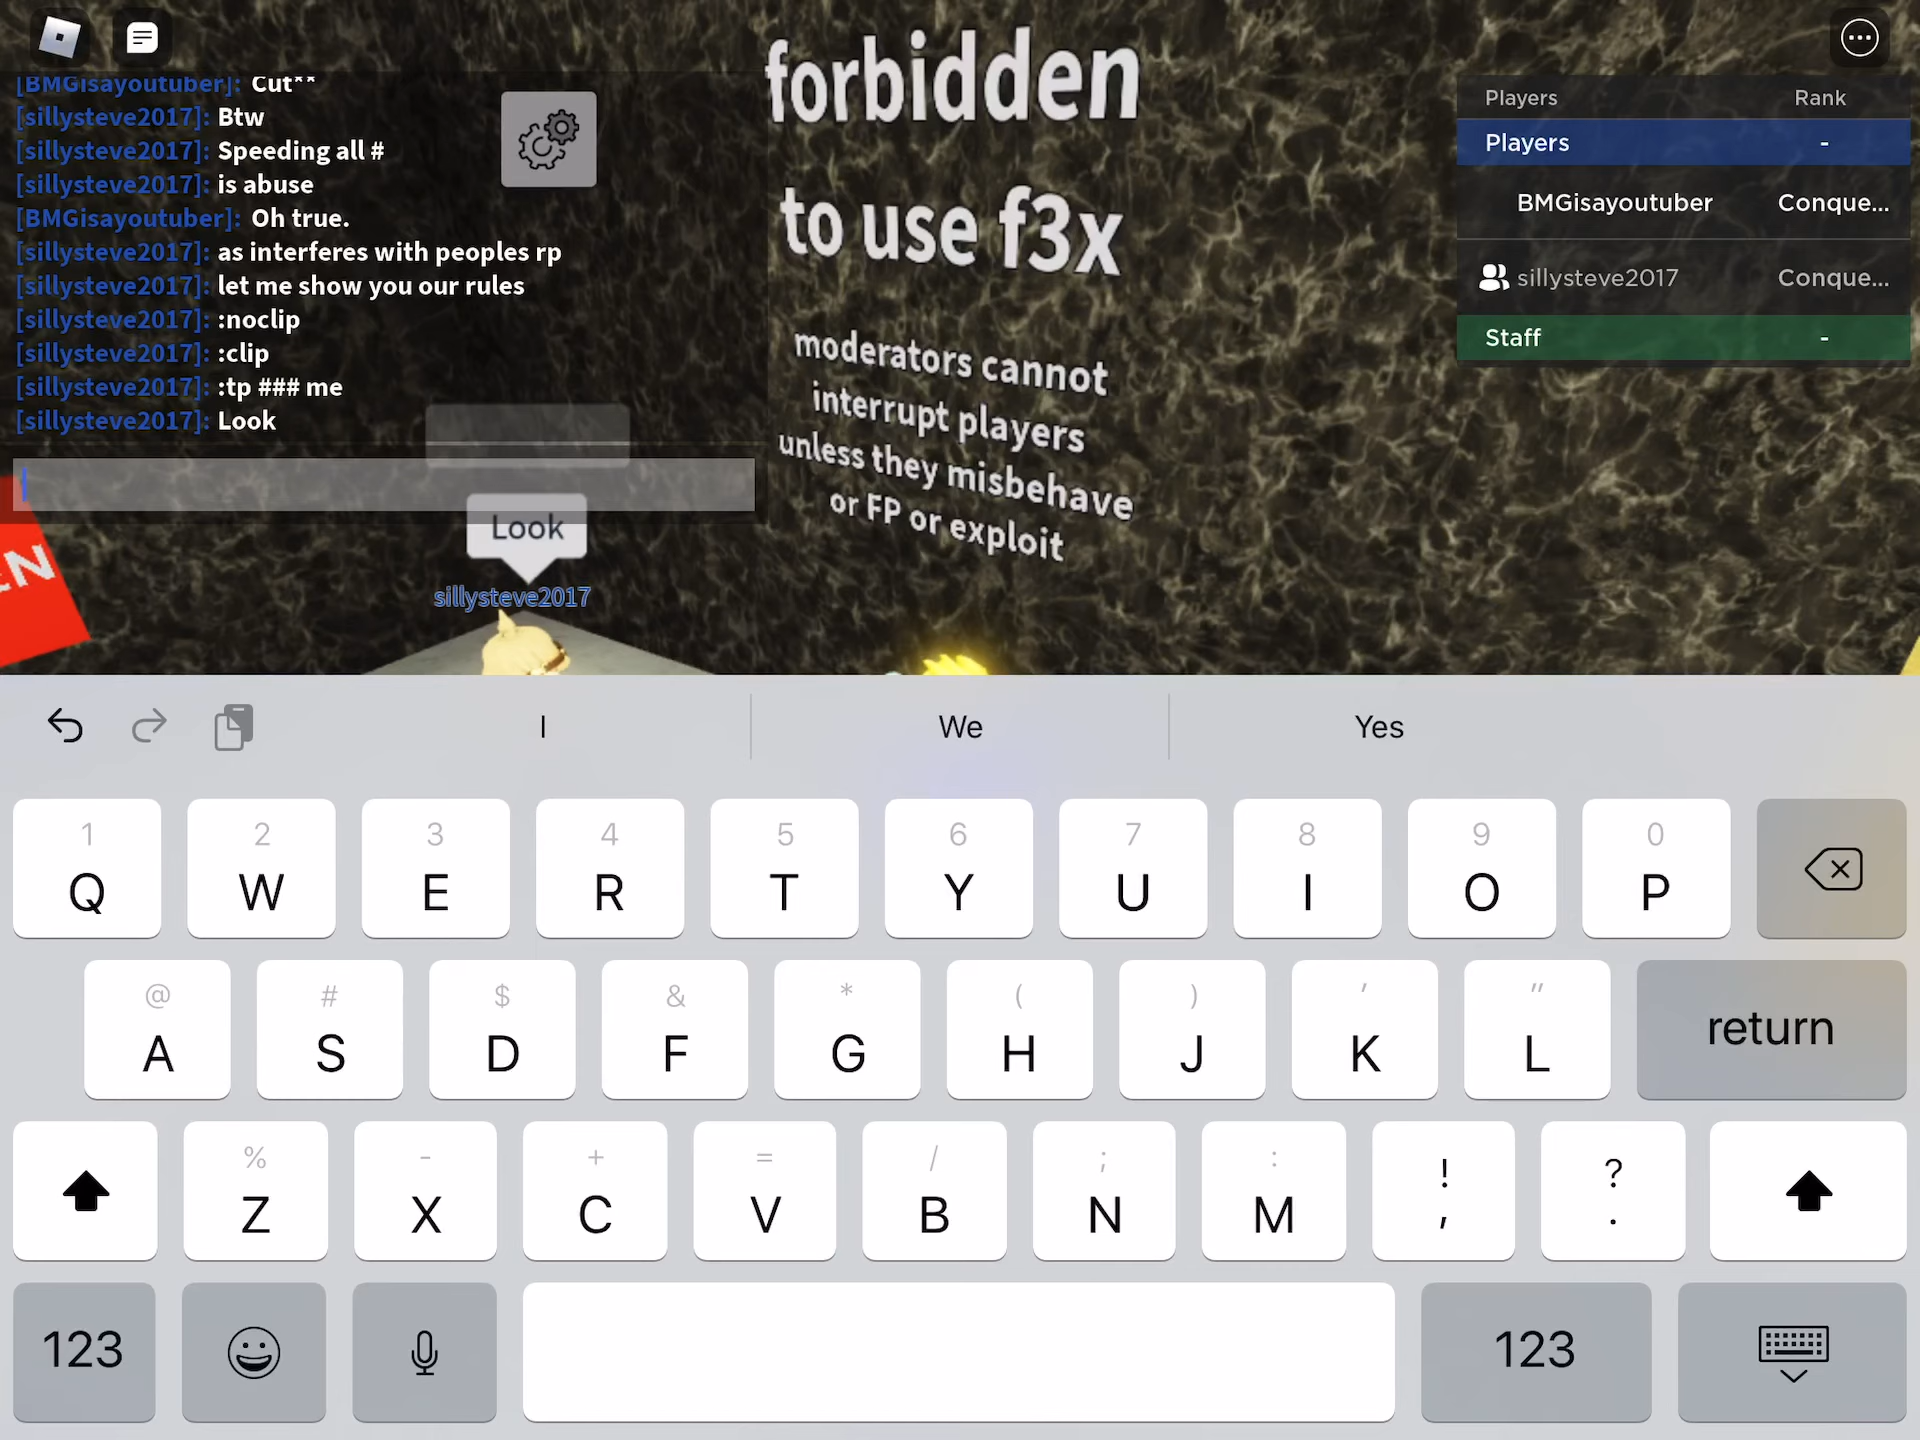 [BMGisayoutuber]: Cut**
[sillysteve2017]: Btw
[sillysteve2017]: Speeding all #
[sillysteve2017]: is abuse
[BMGisayoutuber]: Oh true.
[sillysteve2017]: as interferes with peoples rp
[sillysteve2017]: let me show you our rules
[sillysteve2017]: :noclip
[sillysteve2017]: :clip
[sillysteve2017]: :tp ### me
[sillysteve2017]: Look
forbidden
to use f3x
moderators cannot
interrupt players
unless they misbehave
or FP or exploit
Players Rank
Players -
BMGisayoutuber Conque...
sillysteve2017 Conque...
Staff -
EN
Look
sillysteve2017
I We Yes
1 2 3 4 5 6 7 8 9 0
Q W E R T Y U I O P
@ # $ & * ( ) ' "
A S D F G H J K L return
% - + = / ; : ! ?
Z X C V B N M , .
123 123